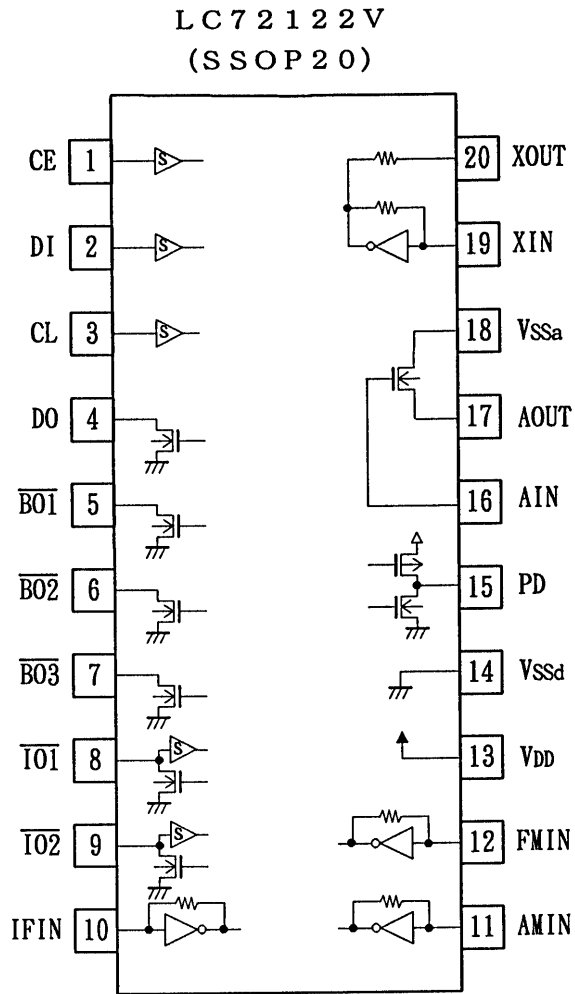 LC72122V
(SSOP20)
CE 1 S
DI 2 S
CL 3 S
DO 4
BO1 5
BO2 6
BO3 7
IO1 8 S
IO2 9 S
IFIN 10
20 XOUT
19 XIN
18 VSSa
17 AOUT
16 AIN
15 PD
14 VSSd
13 VDD
12 FMIN
11 AMIN